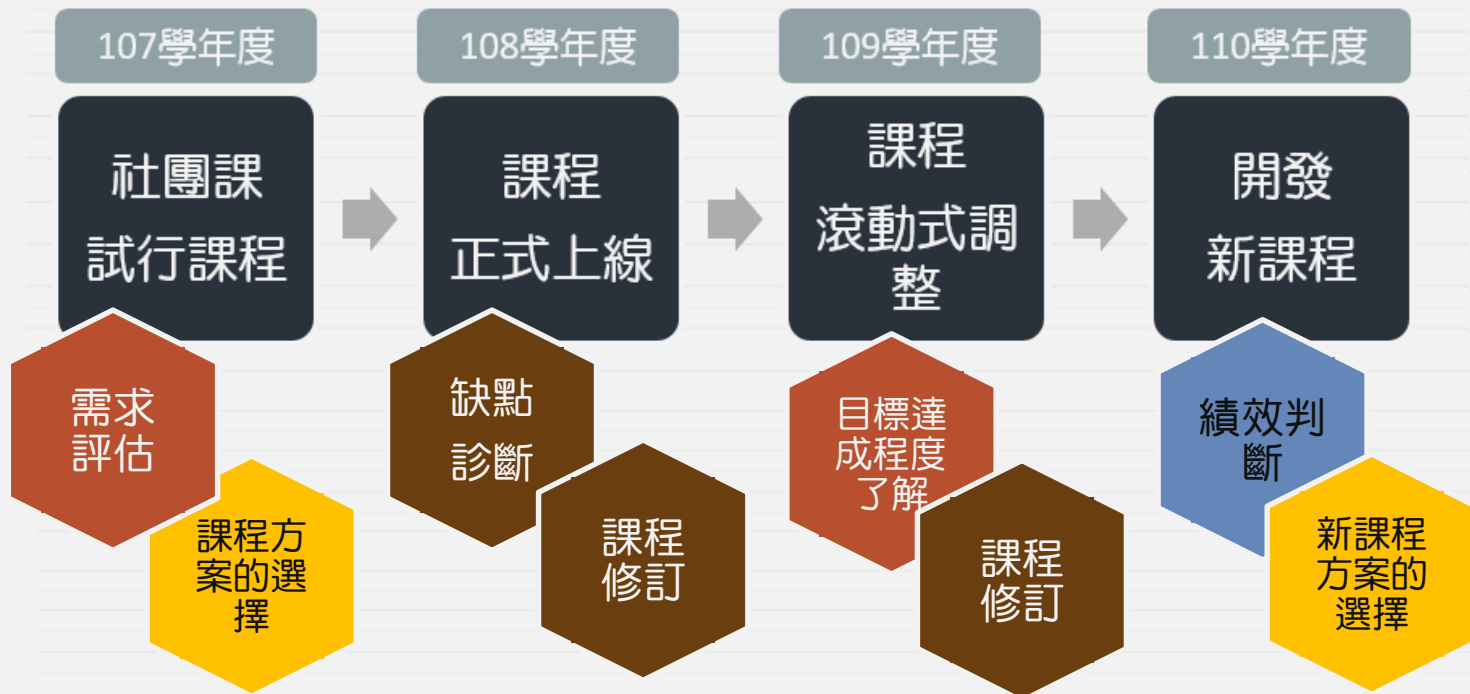 107學年度
108學年度
109學年度
110學年度
社團課
試行課程
課程
正式上線
課程
滾動式調
整
開發
新課程
需求
評估
課程方
案的選
擇
缺點
診斷
課程
修訂
目標達
成程度
了解
課程
修訂
績效判
斷
新課程
方案的
選擇